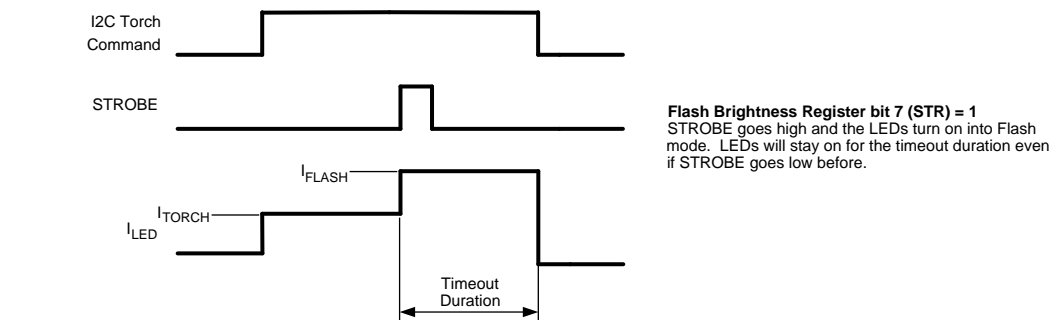 I2C Torch
Command
STROBE
Flash Brightness Register bit 7 (STR) = 1
STROBE goes high and the LEDs turn on into Flash
mode. LEDs will stay on for the timeout duration even
if STROBE goes low before.
IFLASH
ITORCH
ILED
Timeout
Duration